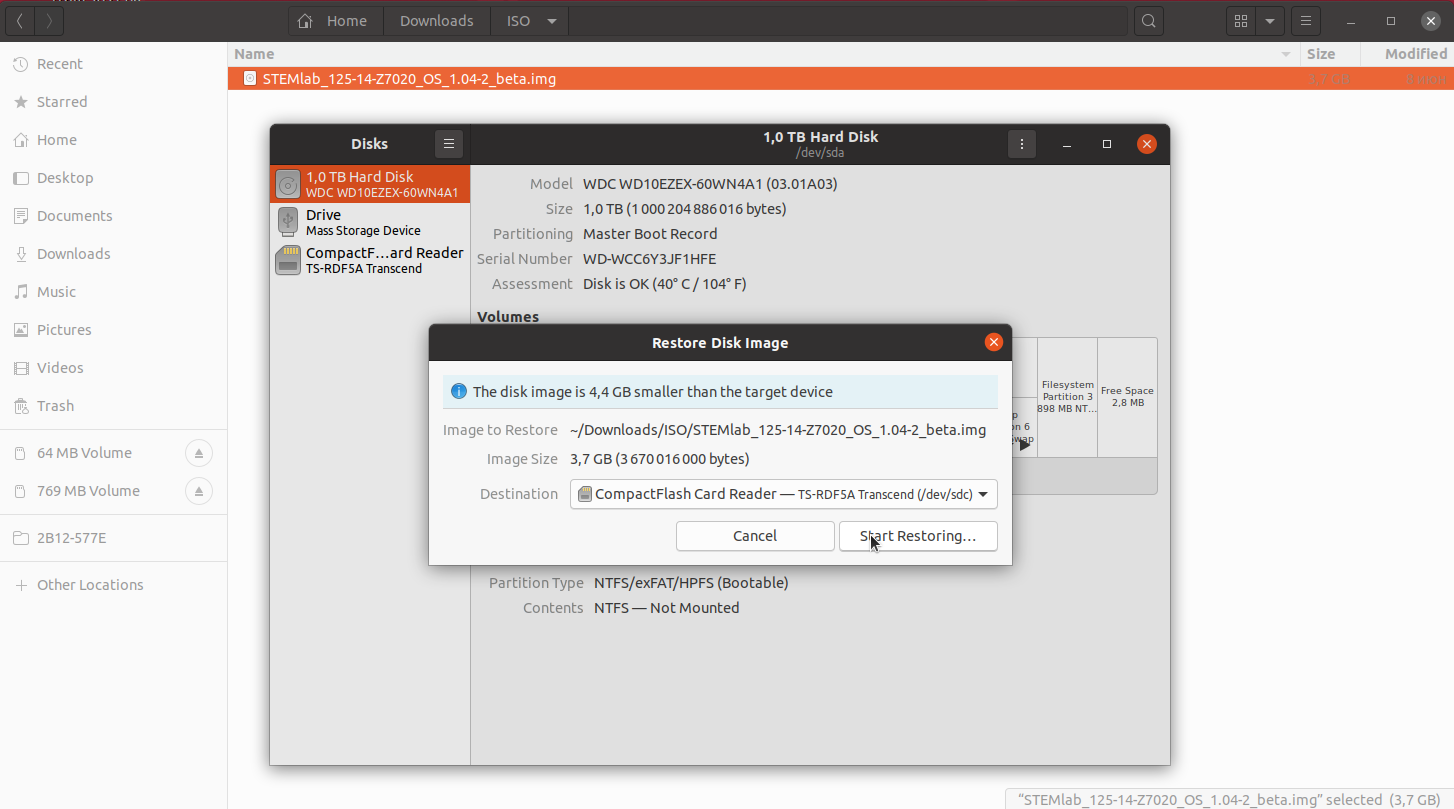 Home
Downloads
ISO
Name
Size
Modified
STEMlab_125-14-Z7020_OS_1.04-2_beta.img
3,7 GB
Recent
Starred
Home
Desktop
Documents
Downloads
Music
Pictures
Videos
Trash
64 MB Volume
769 MB Volume
2B12-577E
Other Locations
Disks
1,0 TB Hard Disk
/dev/sda
1,0 TB Hard Disk
WDC WD10EZEX-60WN4A1
Drive
Mass Storage Device
CompactF…ard Reader
TS-RDF5A Transcend
Model WDC WD10EZEX-60WN4A1 (03.01A03)
Size 1,0 TB (1 000 204 886 016 bytes)
Partitioning Master Boot Record
Serial Number WD-WCC6Y3JF1HFE
Assessment Disk is OK (40° C / 104° F)
Volumes
Filesystem
Partition 3
898 MB NT…
Free Space
2,8 MB
Restore Disk Image
The disk image is 4,4 GB smaller than the target device
Image to Restore ~/Downloads/ISO/STEMlab_125-14-Z7020_OS_1.04-2_beta.img
Image Size 3,7 GB (3 670 016 000 bytes)
Destination CompactFlash Card Reader — TS-RDF5A Transcend (/dev/sdc)
Cancel
Start Restoring…
Partition Type NTFS/exFAT/HPFS (Bootable)
Contents NTFS — Not Mounted
“STEMlab_125-14-Z7020_OS_1.04-2_beta.img” selected (3,7 GB)